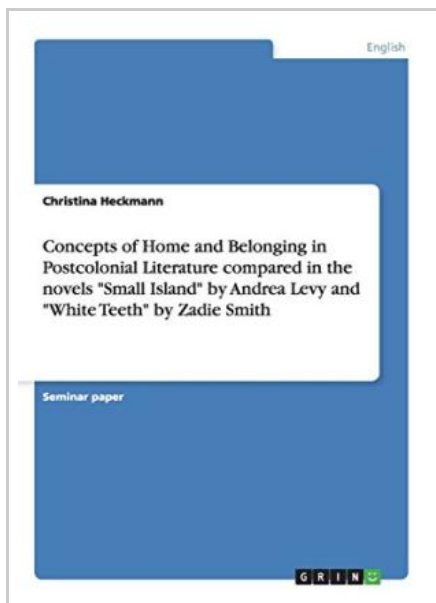 English
Christina Heckmann
Concepts of Home and Belonging in
Postcolonial Literature compared in the
novels "Small Island" by Andrea Levy and
"White Teeth" by Zadie Smith
Seminar paper
GRIN